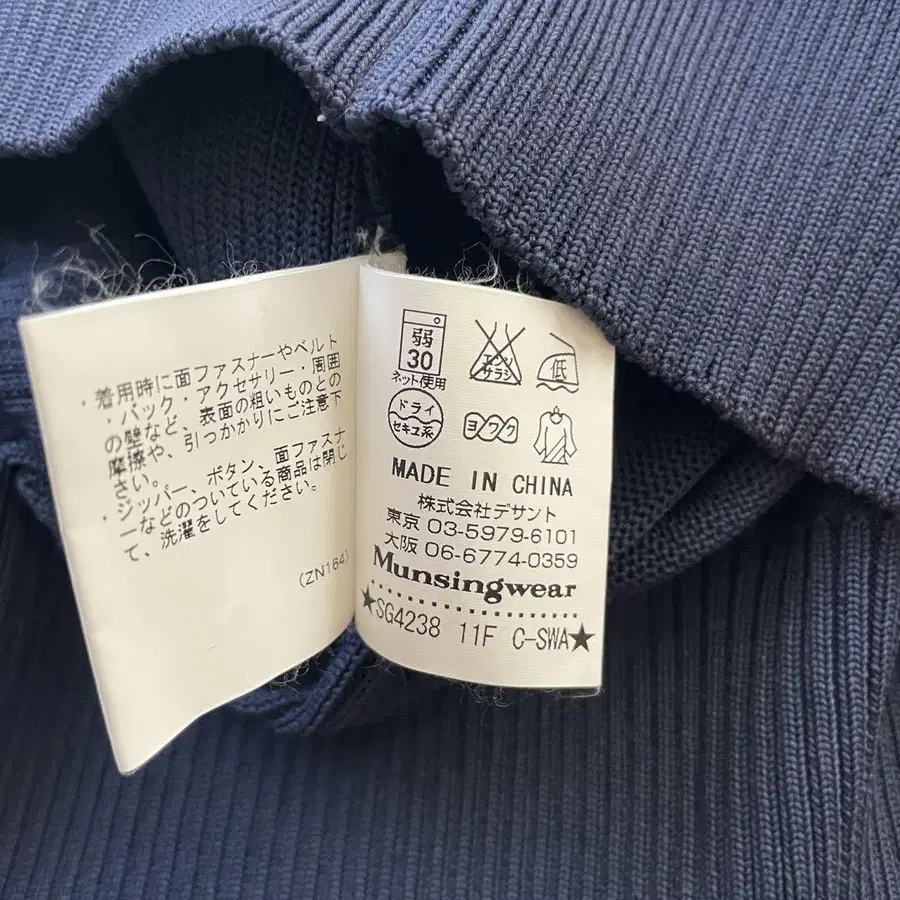 ・着用時に面ファスナーやベルト
・バック・アクセサリー・周囲
の壁など、表面の粗いものとの
摩擦や、引っかかりにご注意下
さい。
・ジッパー、ボタン、面ファスナ
ーなどのついている商品は閉じ
て、洗濯をしてください。
(ZN164)
弱
30
ネット使用
エンソ
サラシ
低
ドライ
セキユ系
ヨワク
MADE IN CHINA
株式会社デサント
東京 03-5979-6101
大阪 06-6774-0359
Munsingwear
★SG4238 11F C-SWA★